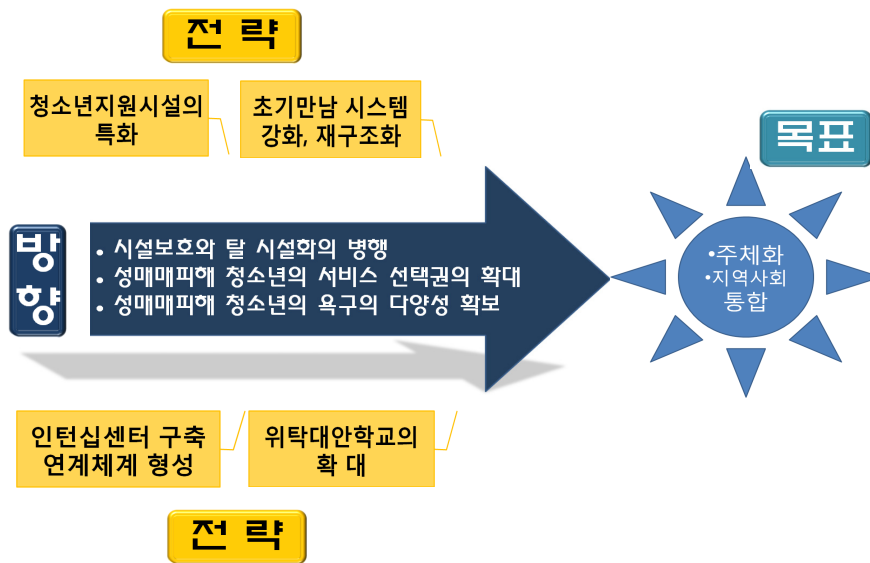 전 략
청소년지원시설의
특화
초기만남 시스템
강화, 재구조화
목표
방
향
• 시설보호와 탈 시설화의 병행
• 성매매피해 청소년의 서비스 선택권의 확대
• 성매매피해 청소년의 욕구의 다양성 확보
•주체화
•지역사회
통합
인턴십센터 구축
연계체계 형성
위탁대안학교의
확 대
전 략